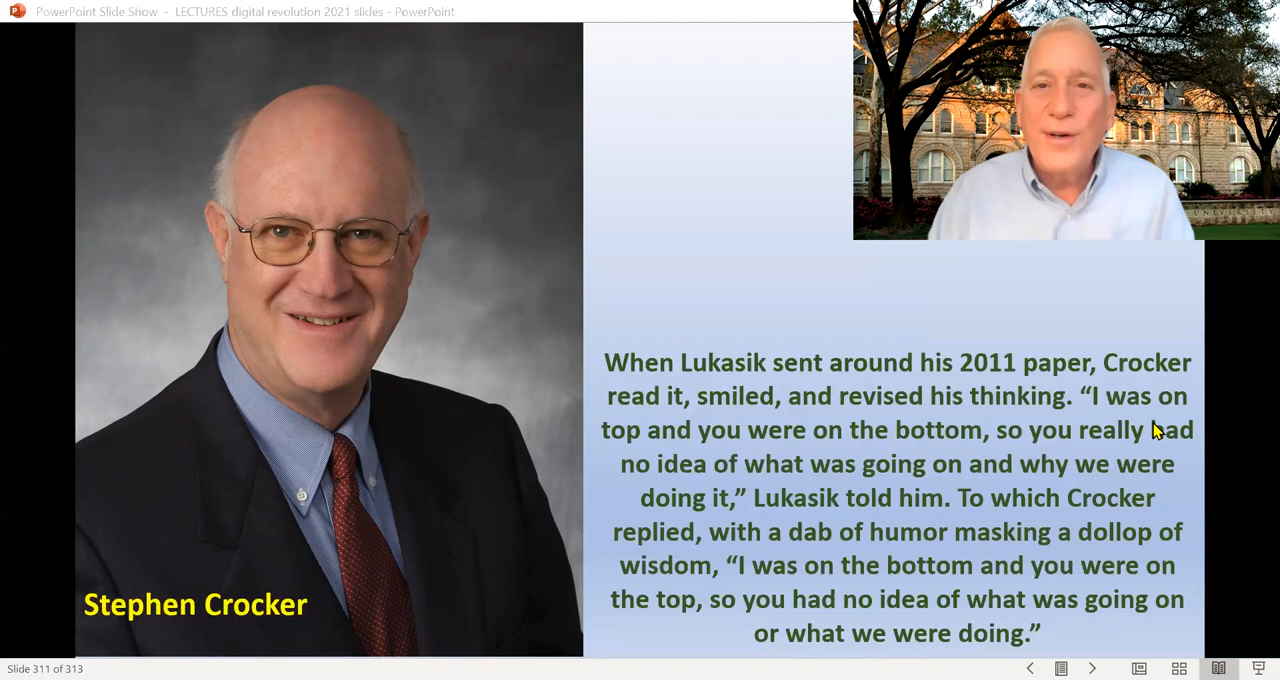 PowerPoint Slide Show - LECTURES digital revolution 2021 slides - PowerPoint
When Lukasik sent around his 2011 paper, Crocker
read it, smiled, and revised his thinking. “I was on
top and you were on the bottom, so you really had
no idea of what was going on and why we were
doing it,” Lukasik told him. To which Crocker
replied, with a dab of humor masking a dollop of
wisdom, “I was on the bottom and you were on
the top, so you had no idea of what was going on
or what we were doing.”
Stephen Crocker
Slide 311 of 313